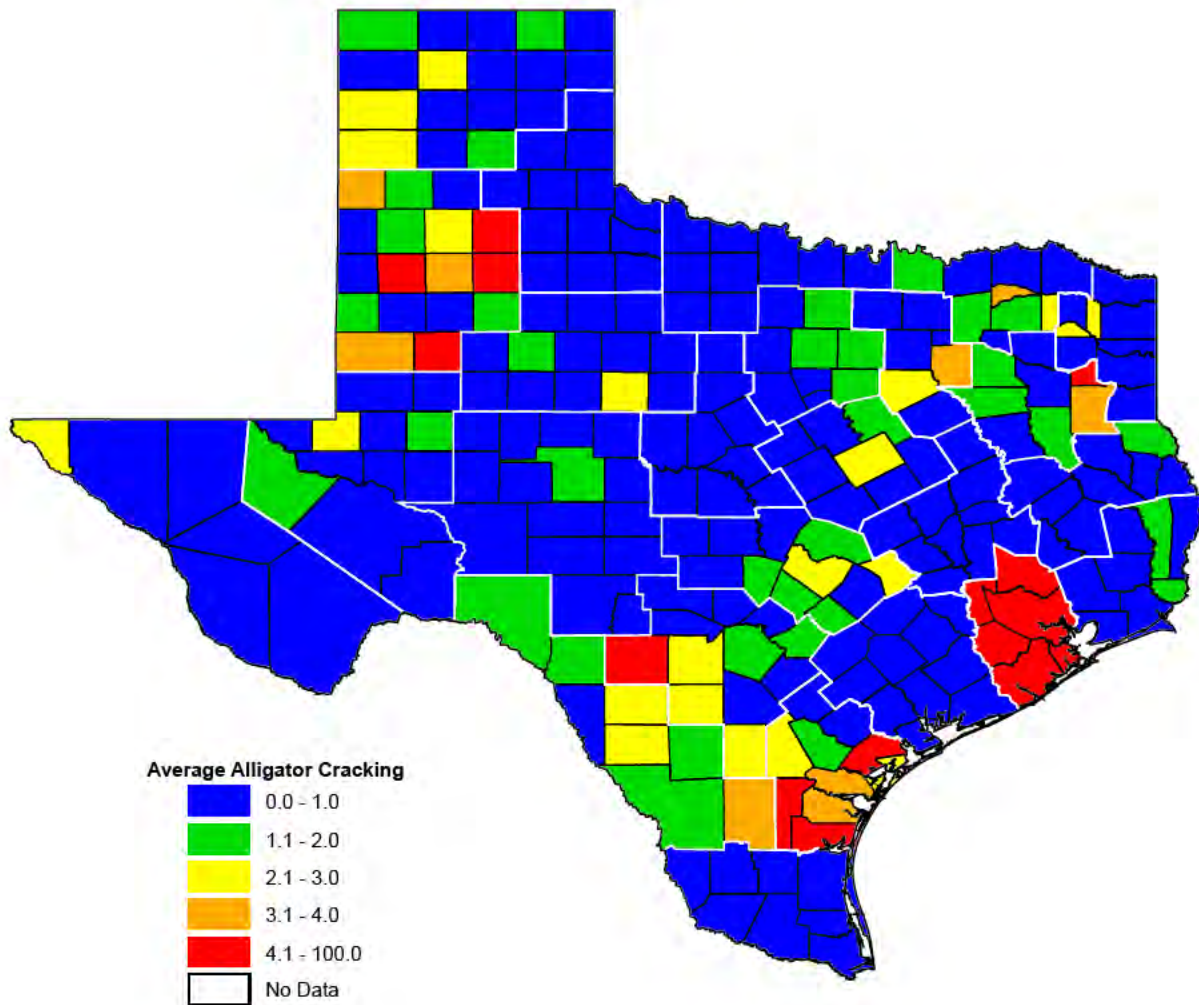 Average Alligator Cracking
0.0 - 1.0
1.1 - 2.0
2.1 - 3.0
3.1 - 4.0
4.1 - 100.0
No Data